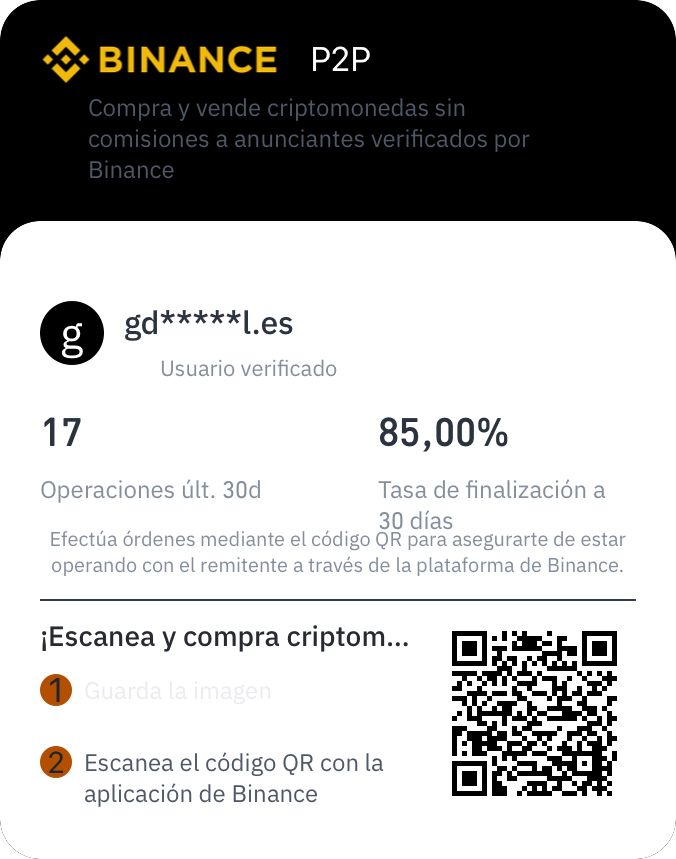 BINANCE P2P
Compra y vende criptomonedas sin
comisiones a anunciantes verificados por
Binance
g
gd*****l.es
Usuario verificado
17
85,00%
Operaciones últ. 30d
Tasa de finalización a
30 días
Efectúa órdenes mediante el código QR para asegurarte de estar
operando con el remitente a través de la plataforma de Binance.
¡Escanea y compra criptom...
1 Guarda la imagen
2 Escanea el código QR con la
aplicación de Binance